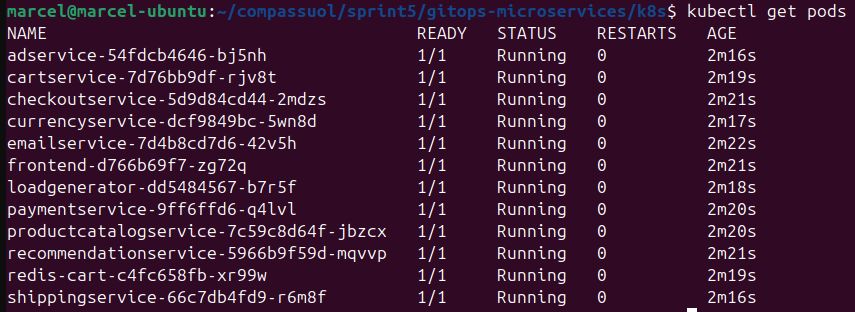 marcel@marcel-ubuntu:~/compassuol/sprint5/gitops-microservices/k8s$ kubectl get pods
NAME READY STATUS RESTARTS AGE
adservice-54fdcb4646-bj5nh 1/1 Running 0 2m16s
cartservice-7d76bb9df-rjv8t 1/1 Running 0 2m19s
checkoutservice-5d9d84cd44-2mdzs 1/1 Running 0 2m21s
currencyservice-dcf9849bc-5wn8d 1/1 Running 0 2m17s
emailservice-7d4b8cd7d6-42v5h 1/1 Running 0 2m22s
frontend-d766b69f7-zg72q 1/1 Running 0 2m21s
loadgenerator-dd5484567-b7r5f 1/1 Running 0 2m18s
paymentservice-9ff6ffd6-q4lvl 1/1 Running 0 2m20s
productcatalogservice-7c59c8d64f-jbzcx 1/1 Running 0 2m20s
recommendationservice-5966b9f59d-mqvvp 1/1 Running 0 2m21s
redis-cart-c4fc658fb-xr99w 1/1 Running 0 2m19s
shippingservice-66c7db4fd9-r6m8f 1/1 Running 0 2m16s